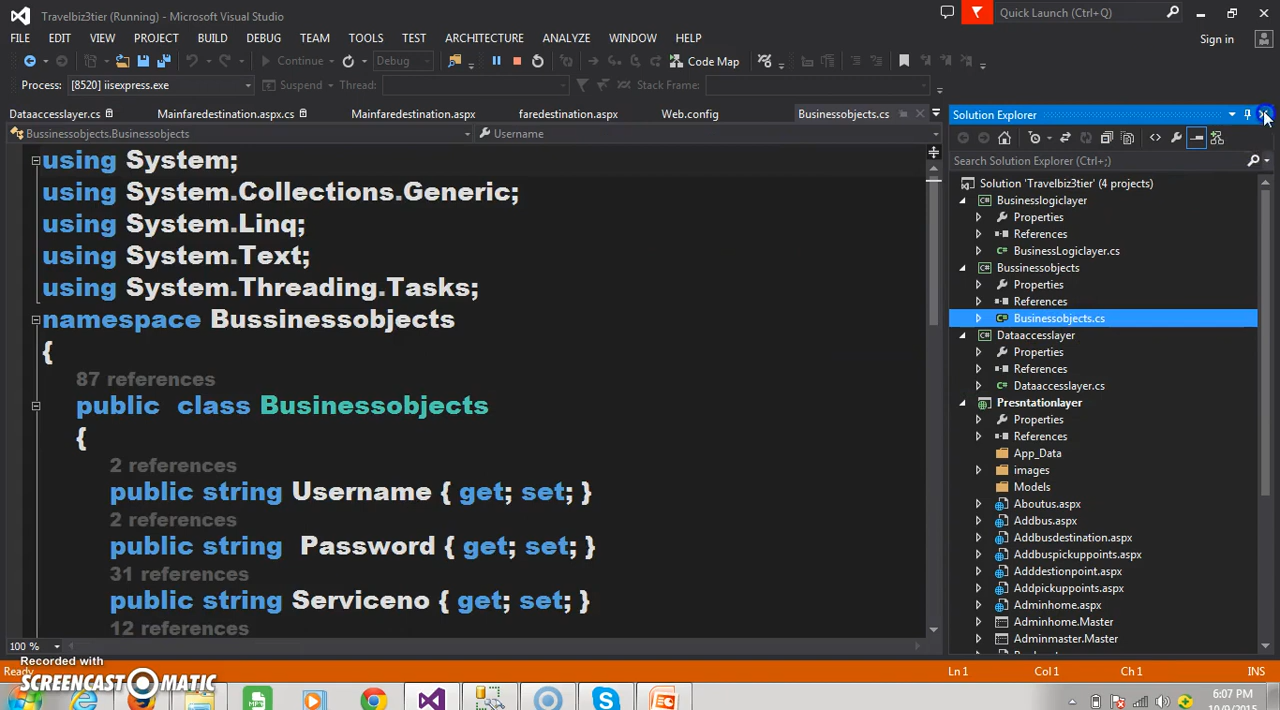 Travelbiz3tier (Running) - Microsoft Visual Studio
Quick Launch (Ctrl+Q)
FILE EDIT VIEW PROJECT BUILD DEBUG TEAM TOOLS TEST ARCHITECTURE ANALYZE WINDOW HELP
Sign in
Continue Debug Code Map
Process: [8520] iisexpress.exe Suspend Thread: Stack Frame:
Dataaccesslayer.cs Mainfaredestination.aspx.cs Mainfaredestination.aspx faredestination.aspx Web.config Businessobjects.cs
Bussinessobjects.Businessobjects Username
using System;
using System.Collections.Generic;
using System.Linq;
using System.Text;
using System.Threading.Tasks;
namespace Bussinessobjects
{
87 references
public class Businessobjects
{
2 references
public string Username { get; set; }
2 references
public string Password { get; set; }
31 references
public string Serviceno { get; set; }
12 references
100 %
Solution Explorer
Search Solution Explorer (Ctrl+;)
Solution 'Travelbiz3tier' (4 projects)
Businesslogiclayer
Properties
References
BusinessLogiclayer.cs
Bussinessobjects
Properties
References
Businessobjects.cs
Dataaccesslayer
Properties
References
Dataaccesslayer.cs
Presntationlayer
Properties
References
App_Data
images
Models
Aboutus.aspx
Addbus.aspx
Addbusdestination.aspx
Addbuspickuppoints.aspx
Adddestionpoint.aspx
Addpickuppoints.aspx
Adminhome.aspx
Adminhome.Master
Adminmaster.Master
Ready Ln 1 Col 1 Ch 1 INS
Recorded with
SCREENCAST MATIC
6:07 PM
10/9/2015